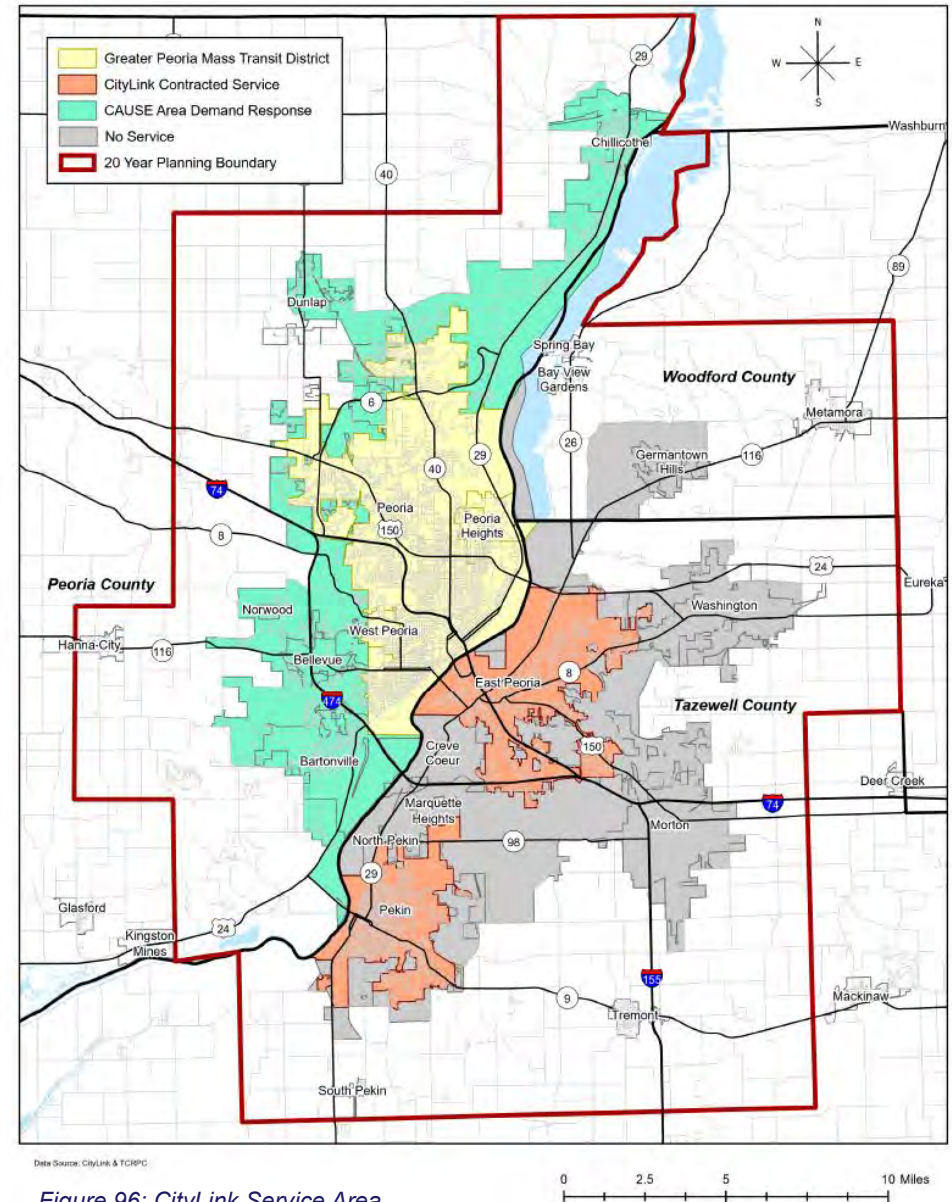 N
W E
S
Greater Peoria Mass Transit District
CityLink Contracted Service
CAUSE Area Demand Response
No Service
20 Year Planning Boundary
29
Washburn
Chillicothe
40
89
Dunlap
Spring Bay
Bay View
Gardens
Woodford County
6
Metamora
26
116
Germantown
Hills
40
29
74
Peoria
150
Peoria
Heights
8
24
Peoria County
Eureka
Norwood
Washington
West Peoria
Hanna City
116
Bellevue
8
East Peoria
474
Tazewell County
150
Bartonville
Creve
Coeur
Deer Creek
74
Marquette
Heights
Morton
North Pekin
98
29
Glasford
Pekin
24
Kingston
Mines
155
9
Mackinaw
Tremont
South Pekin
Data Source: CityLink & TCRPC
0 2.5 5 10 Miles
Figure 96: CityLink Service Area